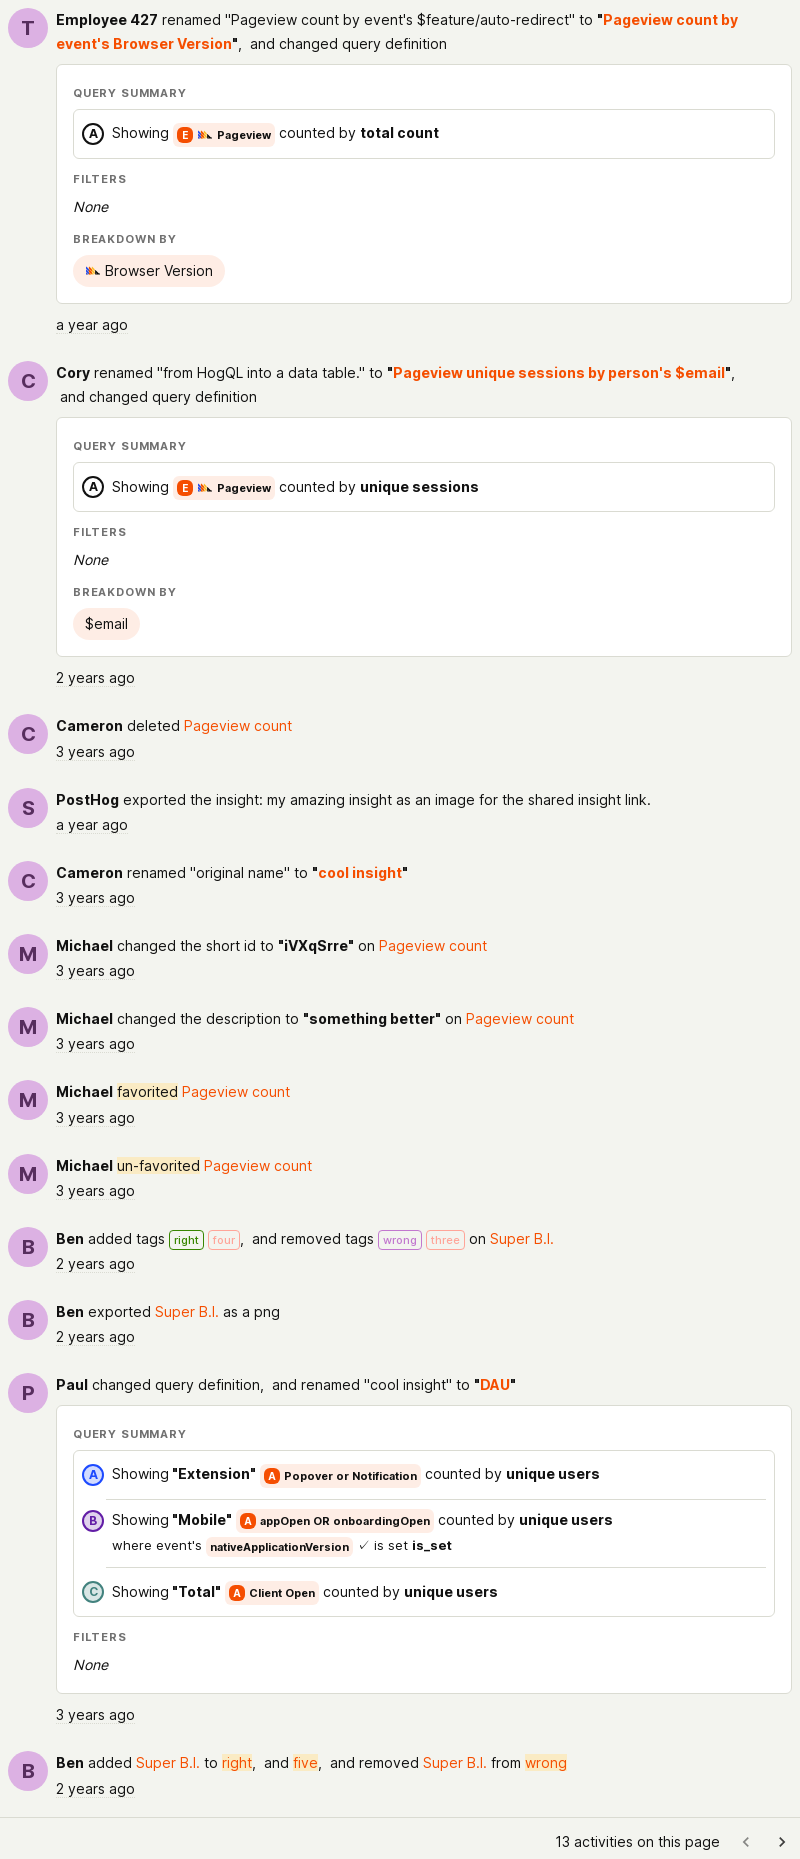 T
Employee 427 renamed "Pageview count by event's $feature/auto-redirect" to "Pageview count by
event's Browser Version",  and changed query definition
QUERY SUMMARY
A Showing E Pageview counted by total count
FILTERS
None
BREAKDOWN BY
Browser Version
a year ago
C
Cory renamed "from HogQL into a data table." to "Pageview unique sessions by person's $email",
and changed query definition
QUERY SUMMARY
A Showing E Pageview counted by unique sessions
FILTERS
None
BREAKDOWN BY
$email
2 years ago
C
Cameron deleted Pageview count
3 years ago
S
PostHog exported the insight: my amazing insight as an image for the shared insight link.
a year ago
C
Cameron renamed "original name" to "cool insight"
3 years ago
M
Michael changed the short id to "iVXqSrre" on Pageview count
3 years ago
M
Michael changed the description to "something better" on Pageview count
3 years ago
M
Michael favorited Pageview count
3 years ago
M
Michael un-favorited Pageview count
3 years ago
B
Ben added tags right four,  and removed tags wrong three on Super B.I.
2 years ago
B
Ben exported Super B.I. as a png
2 years ago
P
Paul changed query definition,  and renamed "cool insight" to "DAU"
QUERY SUMMARY
A Showing "Extension" A Popover or Notification counted by unique users
B Showing "Mobile" A appOpen OR onboardingOpen counted by unique users
where event's nativeApplicationVersion ✓ is set is_set
C Showing "Total" A Client Open counted by unique users
FILTERS
None
3 years ago
B
Ben added Super B.I. to right,  and five,  and removed Super B.I. from wrong
2 years ago
13 activities on this page